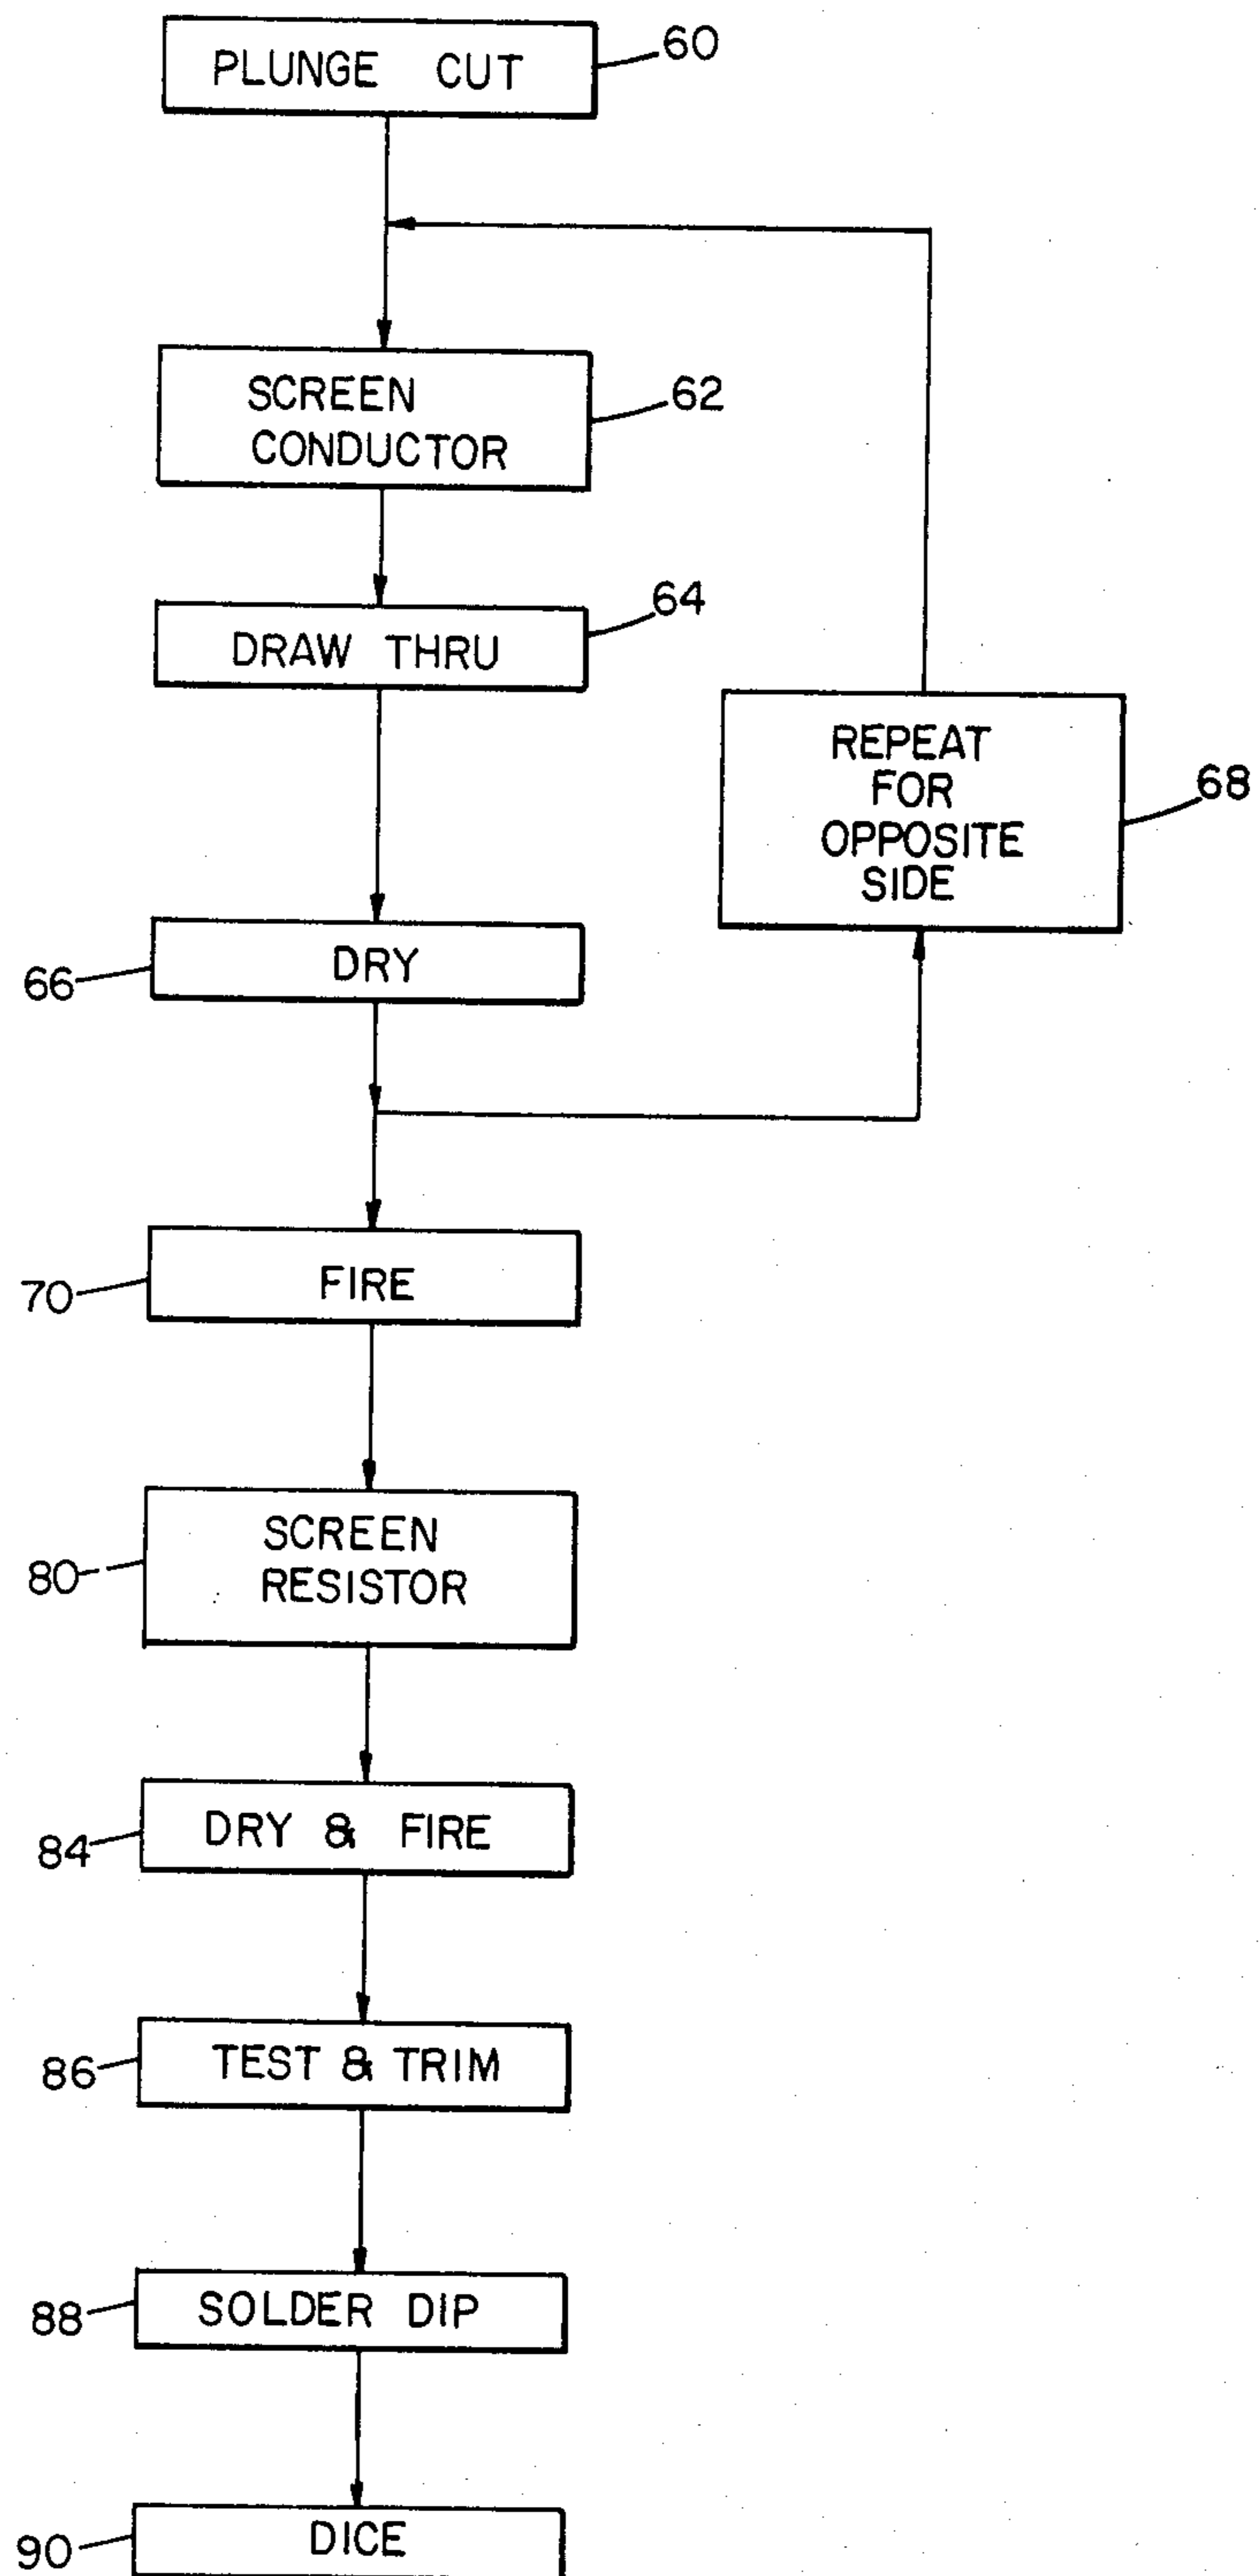 PLUNGE CUT
60
SCREEN
CONDUCTOR
62
DRAW THRU
64
REPEAT
FOR
OPPOSITE
SIDE
68
DRY
66
FIRE
70
SCREEN
RESISTOR
80
DRY & FIRE
84
TEST & TRIM
86
SOLDER DIP
88
DICE
90